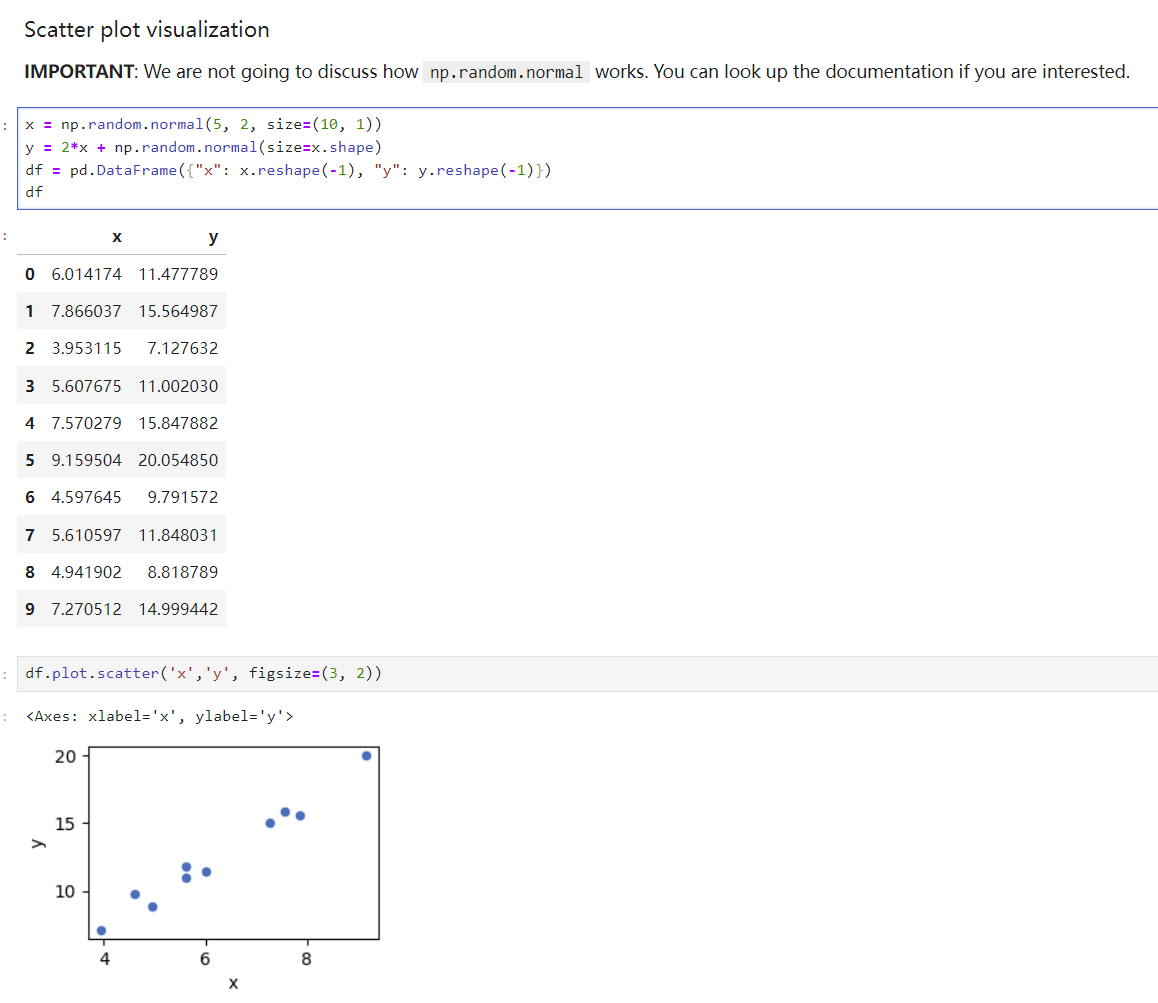 Scatter plot visualization
IMPORTANT: We are not going to discuss how np.random.normal works. You can look up the documentation if you are interested.
:
x = np.random.normal(5, 2, size=(10, 1))
y = 2*x + np.random.normal(size=x.shape)
df = pd.DataFrame({"x": x.reshape(-1), "y": y.reshape(-1)})
df
:
x y
0 6.014174 11.477789
1 7.866037 15.564987
2 3.953115 7.127632
3 5.607675 11.002030
4 7.570279 15.847882
5 9.159504 20.054850
6 4.597645 9.791572
7 5.610597 11.848031
8 4.941902 8.818789
9 7.270512 14.999442
:
df.plot.scatter('x','y', figsize=(3, 2))
:
<Axes: xlabel='x', ylabel='y'>
20
15
10
y
4 6 8
x